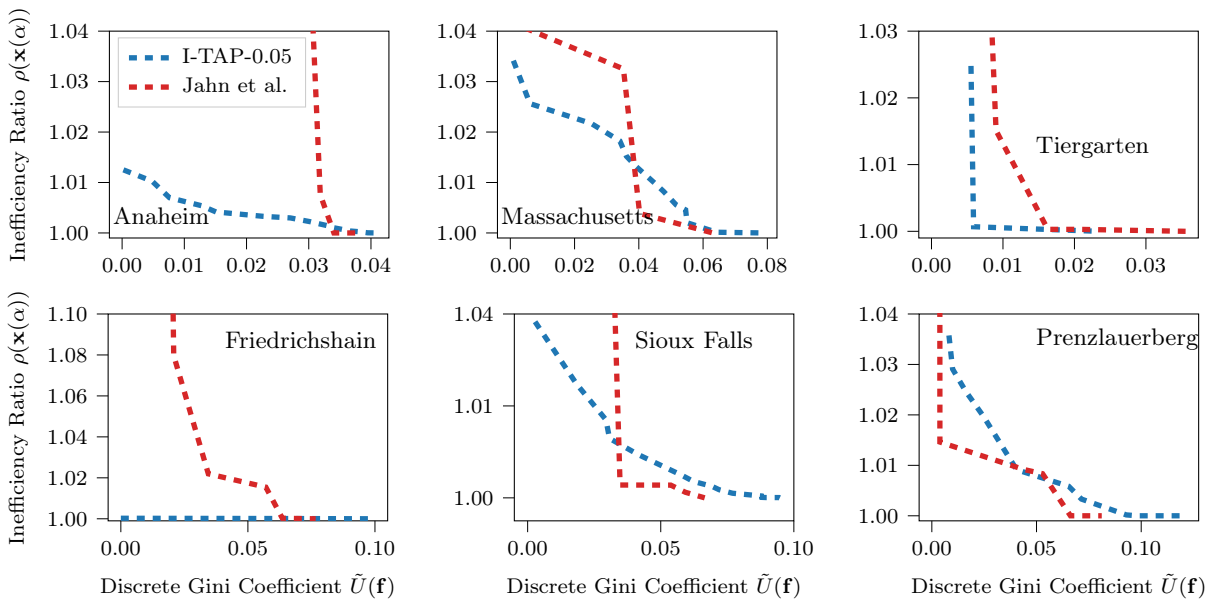 Inefficiency Ratio ρ(x(α))
1.04
1.03
1.02
1.01
1.00
I-TAP-0.05
Jahn et al.
Anaheim
0.00 0.01 0.02 0.03 0.04
1.04
1.03
1.02
1.01
1.00
Massachusetts
0.00 0.02 0.04 0.06 0.08
1.03
1.02
1.01
1.00
Tiergarten
0.00 0.01 0.02 0.03
Inefficiency Ratio ρ(x(α))
1.10
1.08
1.06
1.04
1.02
1.00
Friedrichshain
0.00 0.05 0.10
Discrete Gini Coefficient Ũ(f)
1.04
1.01
1.00
Sioux Falls
0.00 0.05 0.10
Discrete Gini Coefficient Ũ(f)
1.04
1.03
1.02
1.01
1.00
Prenzlauerberg
0.00 0.05 0.10
Discrete Gini Coefficient Ũ(f)